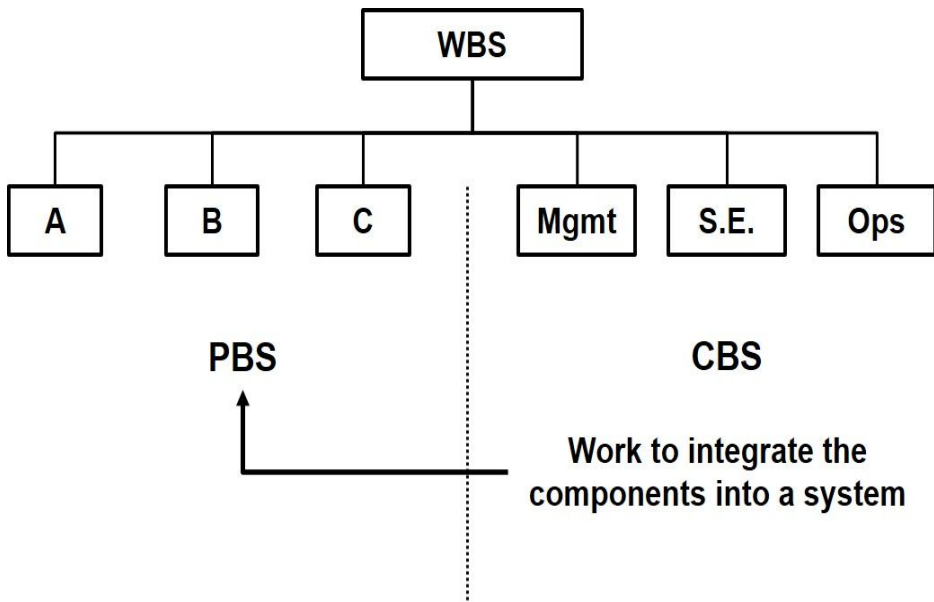 WBS
A
B
C
Mgmt
S.E.
Ops
PBS
CBS
Work to integrate the
components into a system